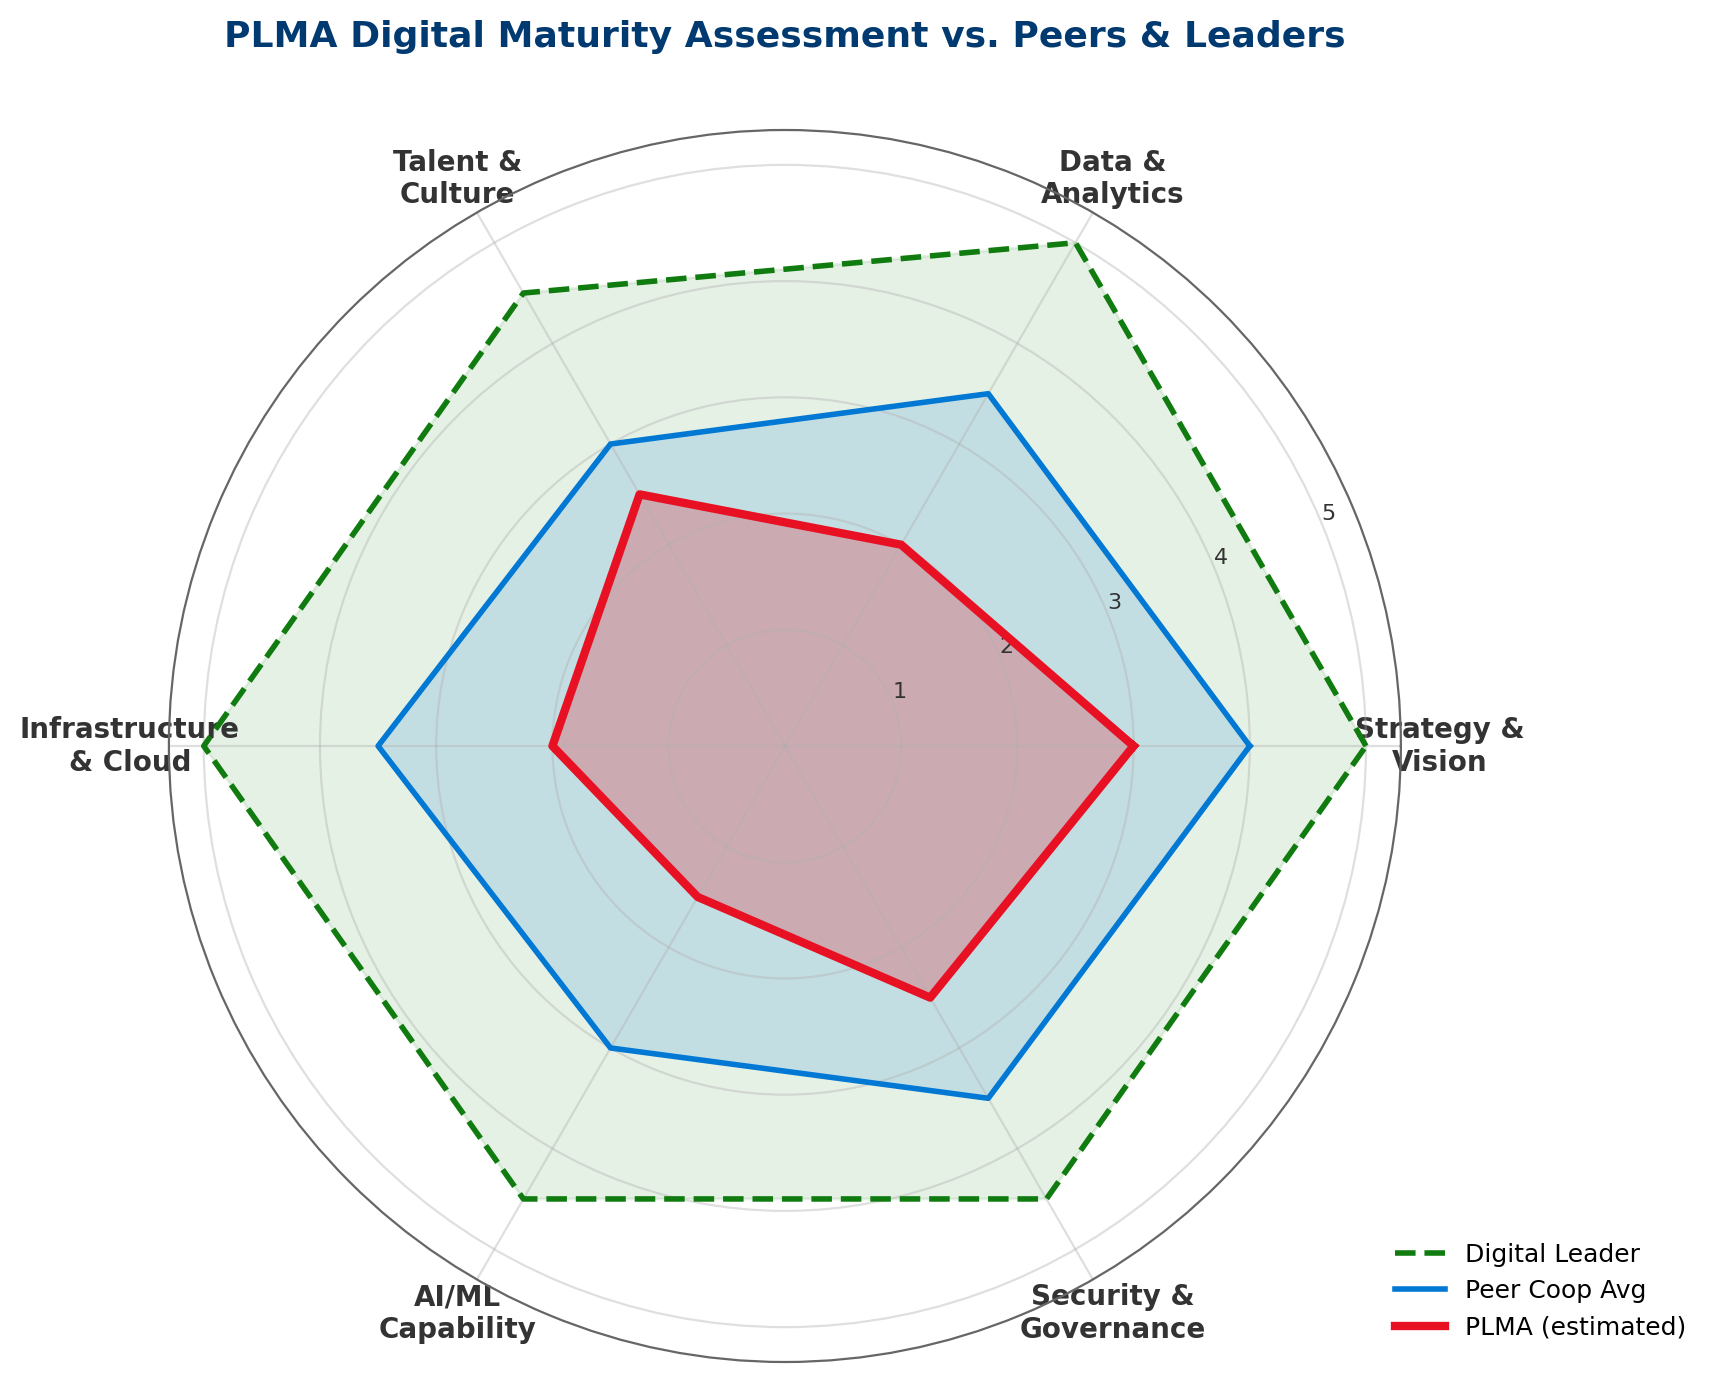 PLMA Digital Maturity Assessment vs. Peers & Leaders
Talent &
Culture
Data &
Analytics
5
4
3
2
1
Infrastructure
& Cloud
Strategy &
Vision
AI/ML
Capability
Security &
Governance
Digital Leader
Peer Coop Avg
PLMA (estimated)